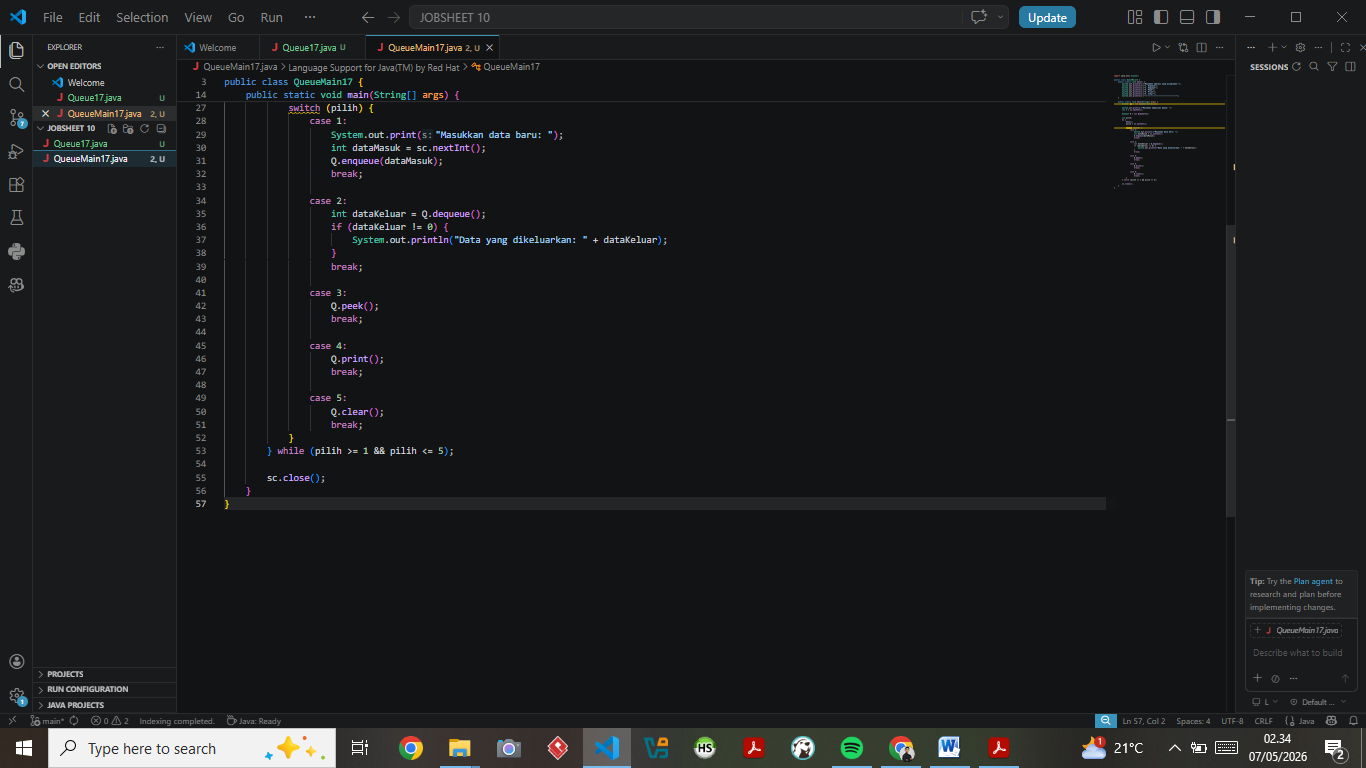 File Edit Selection View Go Run ··· JOBSHEET 10 Update
EXPLORER ···
OPEN EDITORS
Welcome
Queue17.java U
QueueMain17.java 2, U
JOBSHEET 10
Queue17.java U
QueueMain17.java 2, U
PROJECTS
RUN CONFIGURATION
JAVA PROJECTS
Welcome Queue17.java U QueueMain17.java 2, U
QueueMain17.java > Language Support for Java(TM) by Red Hat > QueueMain17
3 public class QueueMain17 {
14 public static void main(String[] args) {
27 switch (pilih) {
28 case 1:
29 System.out.print(s: "Masukkan data baru: ");
30 int dataMasuk = sc.nextInt();
31 Q.enqueue(dataMasuk);
32 break;
33
34 case 2:
35 int dataKeluar = Q.dequeue();
36 if (dataKeluar != 0) {
37 System.out.println("Data yang dikeluarkan: " + dataKeluar);
38 }
39 break;
40
41 case 3:
42 Q.peek();
43 break;
44
45 case 4:
46 Q.print();
47 break;
48
49 case 5:
50 Q.clear();
51 break;
52 }
53 } while (pilih >= 1 && pilih <= 5);
54
55 sc.close();
56 }
57 }
SESSIONS
Tip: Try the Plan agent to
research and plan before
implementing changes.
QueueMain17.java
Describe what to build
L Default ...
7
1
main* 0 2 Indexing completed. Java: Ready Ln 57, Col 2 Spaces: 4 UTF-8 CRLF { } Java
Type here to search
HS
1
21°C
02.34
07/05/2026
2